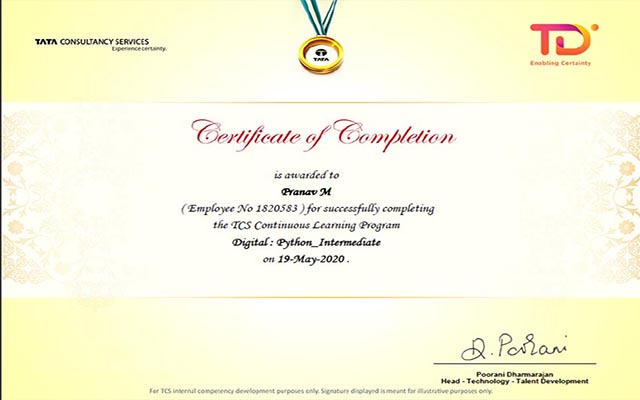 TATA CONSULTANCY SERVICES
Experience certainty.
TATA
TD
Enabling Certainty
Certificate of Completion
is awarded to
Pranav M
( Employee No 1820583 ) for successfully completing
the TCS Continuous Learning Program
Digital : Python_Intermediate
on 19-May-2020 .
R. Poorani
Poorani Dharmarajan
Head - Technology - Talent Development
For TCS internal competency development purposes only. Signature displayed is meant for illustrative purposes only.